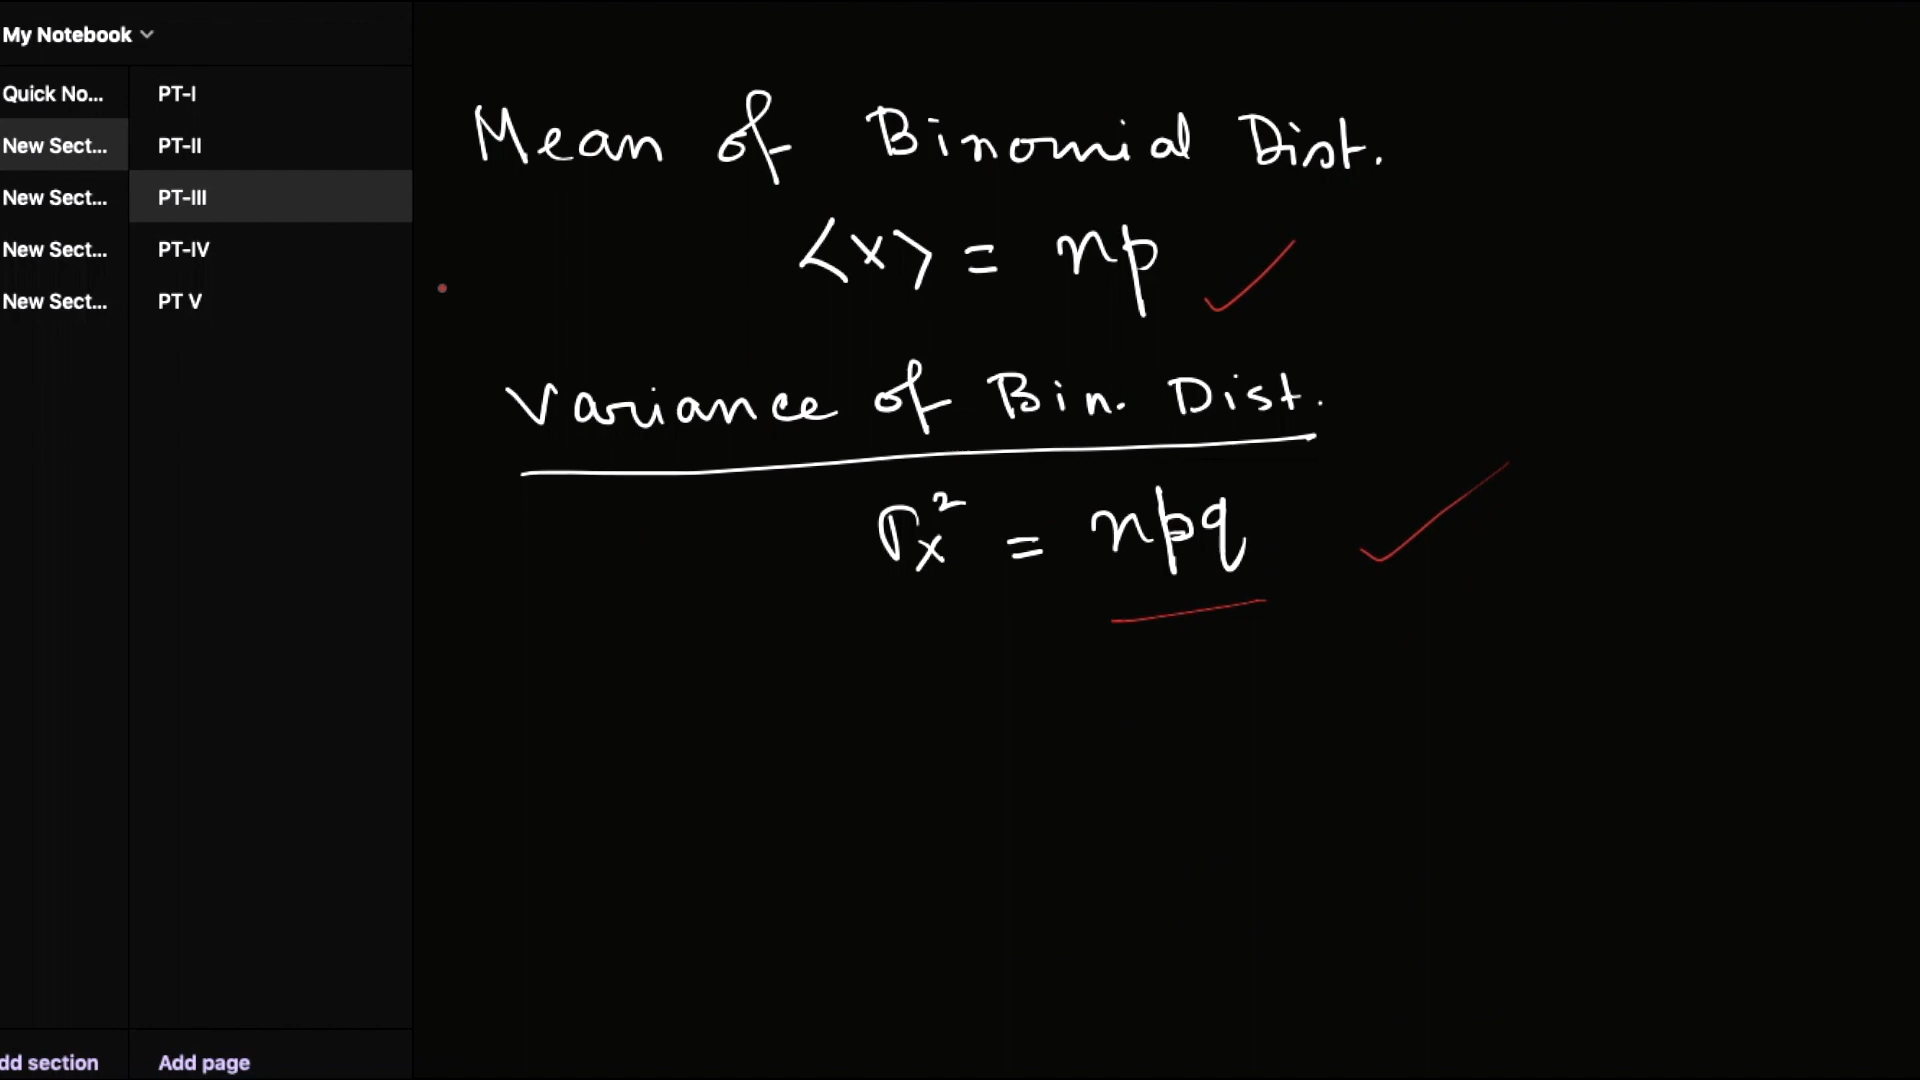 My Notebook
Quick No...
New Sect...
New Sect...
New Sect...
New Sect...
PT-I
PT-II
PT-III
PT-IV
PT V
Mean of Binomial Dist.
<x> = np
Variance of Bin. Dist.
σx² = npq
dd section
Add page